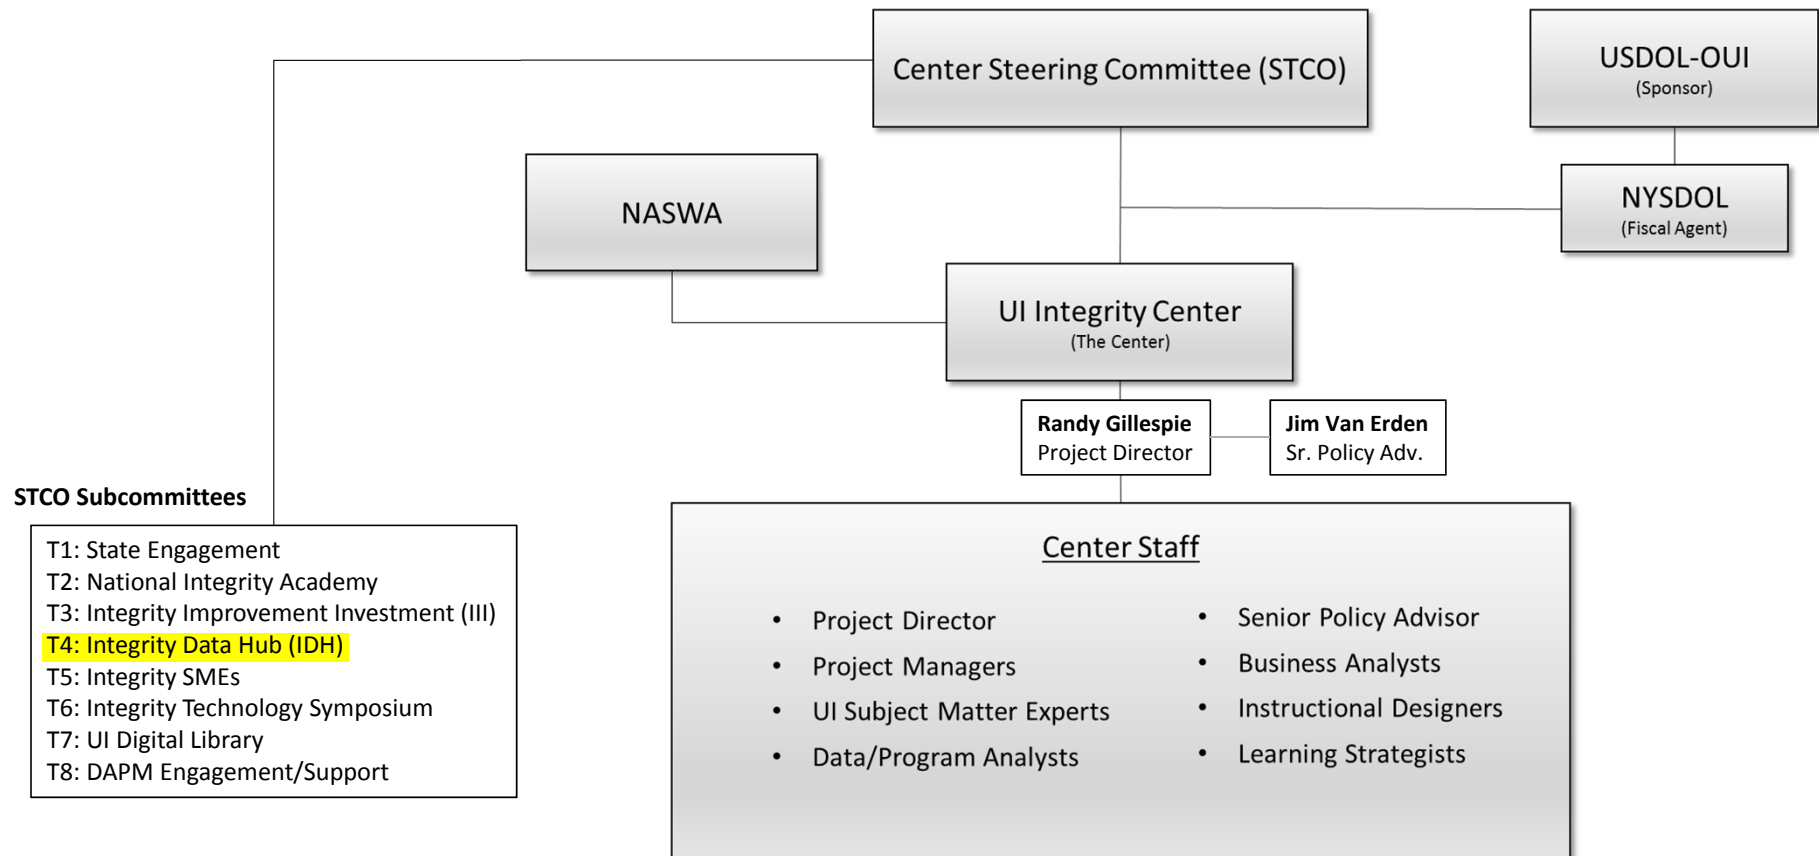 Center Steering Committee (STCO)
USDOL-OUI
(Sponsor)
NASWA
NYSDOL
(Fiscal Agent)
UI Integrity Center
(The Center)
Randy Gillespie
Project Director
Jim Van Erden
Sr. Policy Adv.
STCO Subcommittees
T1: State Engagement
T2: National Integrity Academy
T3: Integrity Improvement Investment (III)
T4: Integrity Data Hub (IDH)
T5: Integrity SMEs
T6: Integrity Technology Symposium
T7: UI Digital Library
T8: DAPM Engagement/Support
Center Staff
• Project Director
• Project Managers
• UI Subject Matter Experts
• Data/Program Analysts
• Senior Policy Advisor
• Business Analysts
• Instructional Designers
• Learning Strategists